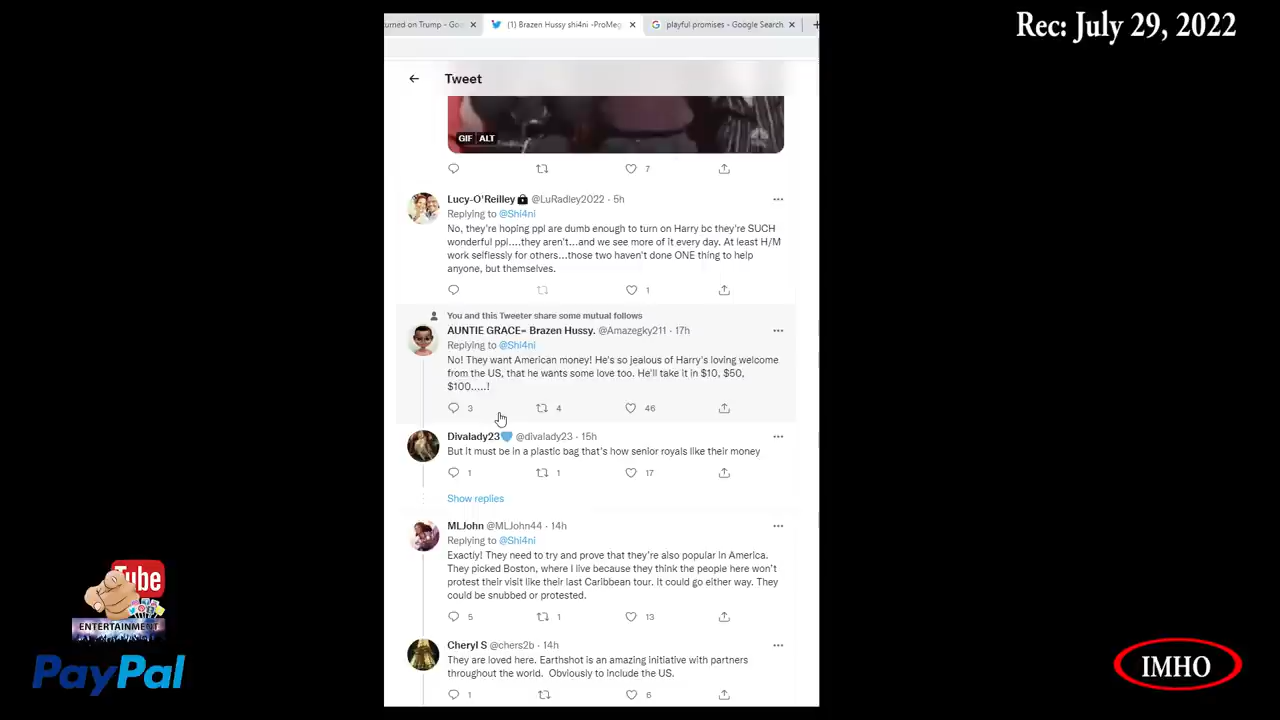 Rec: July 29, 2022
urned on Trump - Goo
(1) Brazen Hussy shi4ni -ProMeg
playful promises - Google Search
Tweet
GIF ALT
7
Lucy-O'Reilley @LuRadley2022 · 5h
Replying to @Shi4ni
No, they're hoping ppl are dumb enough to turn on Harry bc they're SUCH
wonderful ppl....they aren't...and we see more of it every day. At least H/M
work selflessly for others...those two haven't done ONE thing to help
anyone, but themselves.
1
You and this Tweeter share some mutual follows
AUNTIE GRACE= Brazen Hussy. @Amazegky211 · 17h
Replying to @Shi4ni
No! They want American money! He's so jealous of Harry's loving welcome
from the US, that he wants some love too. He'll take it in $10, $50,
$100.....!
3 4 46
Divalady23 @divalady23 · 15h
But it must be in a plastic bag that's how senior royals like their money
1 1 17
Show replies
MLJohn @MLJohn44 · 14h
Replying to @Shi4ni
Exactly! They need to try and prove that they're also popular in America.
They picked Boston, where I live because they think the people here won't
protest their visit like their last Caribbean tour. It could go either way. They
could be snubbed or protested.
5 1 13
Cheryl S @chers2b · 14h
They are loved here. Earthshot is an amazing initiative with partners
throughout the world. Obviously to include the US.
1 6
Tube
ENTERTAINMENT
PayPal
IMHO